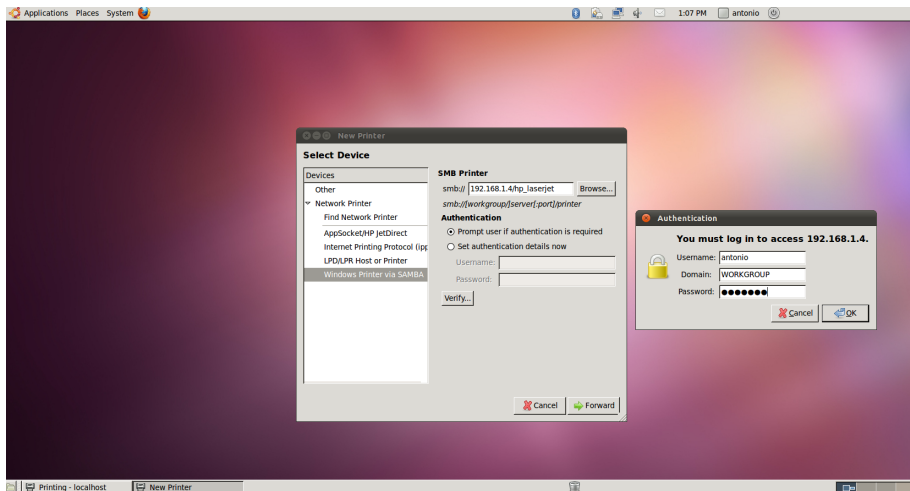 Applications Places System
1:07 PM antonio
New Printer
Select Device
Devices
Other
Network Printer
Find Network Printer
AppSocket/HP JetDirect
Internet Printing Protocol (ipp
LPD/LPR Host or Printer
Windows Printer via SAMBA
SMB Printer
smb:// 192.168.1.4/hp_laserjet Browse...
smb://[workgroup/]server[:port]/printer
Authentication
Prompt user if authentication is required
Set authentication details now
Username:
Password:
Verify...
Cancel Forward
Authentication
You must log in to access 192.168.1.4.
Username: antonio
Domain: WORKGROUP
Password: ●●●●●●●
Cancel OK
Printing - localhost New Printer